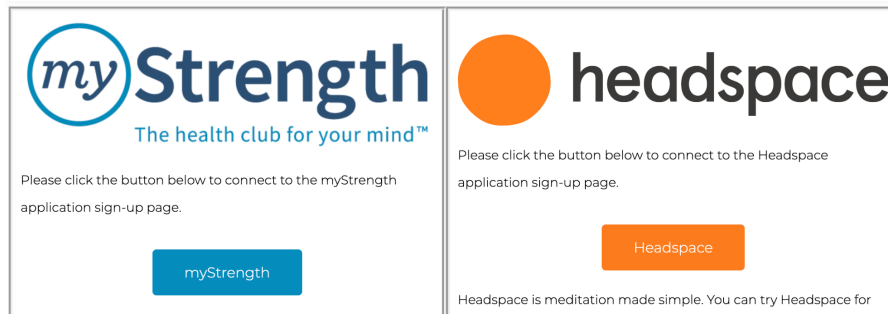 my Strength
The health club for your mind™
Please click the button below to connect to the myStrength
application sign-up page.
myStrength
headspace
Please click the button below to connect to the Headspace
application sign-up page.
Headspace
Headspace is meditation made simple. You can try Headspace for